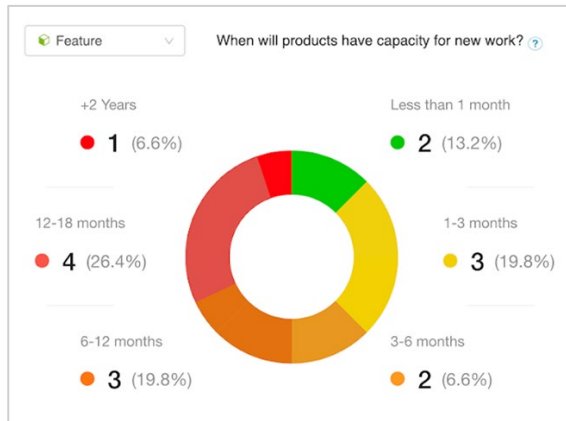 Feature
When will products have capacity for new work? ?
+2 Years
1 (6.6%)
Less than 1 month
2 (13.2%)
12-18 months
4 (26.4%)
1-3 months
3 (19.8%)
6-12 months
3 (19.8%)
3-6 months
2 (6.6%)